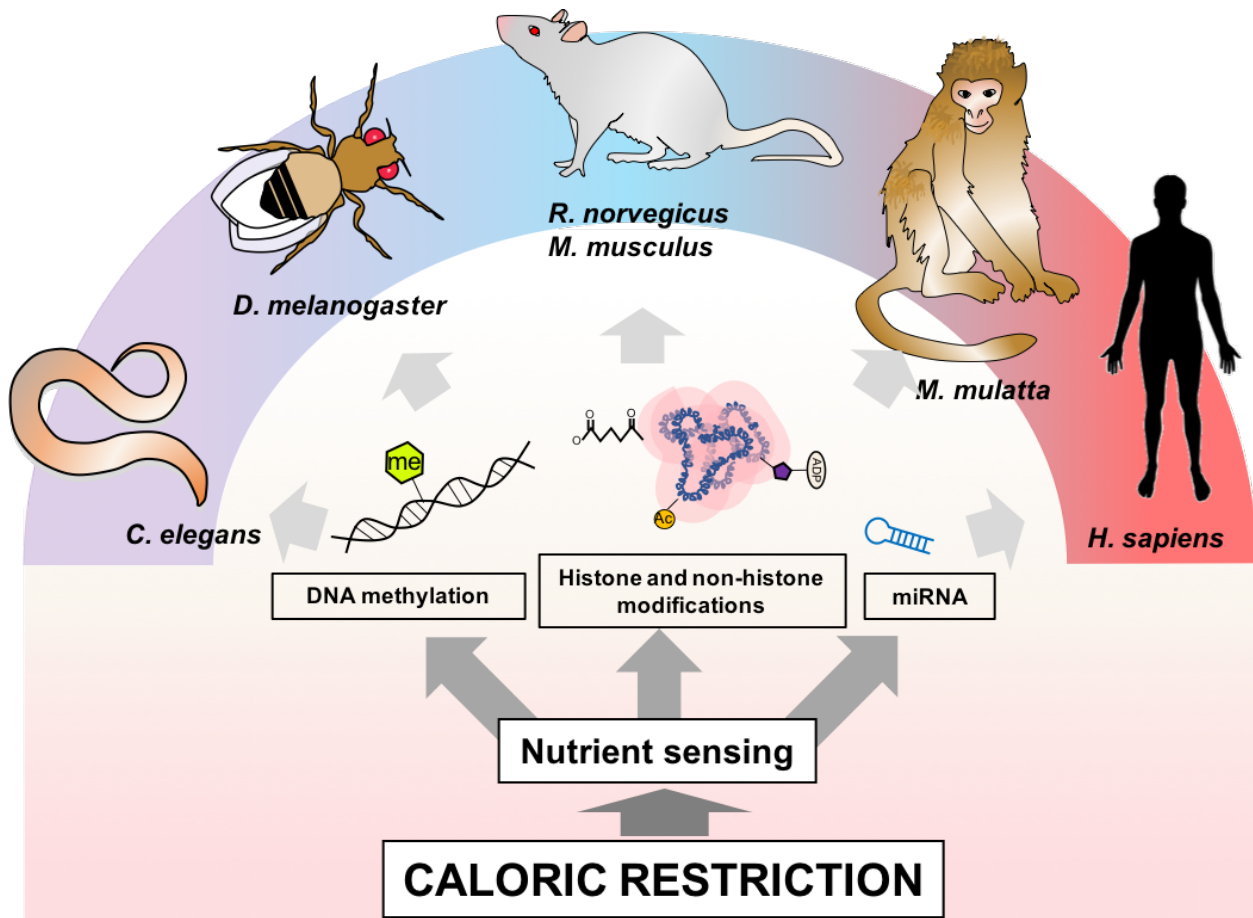 R. norvegicus
M. musculus
D. melanogaster
M. mulatta
C. elegans
H. sapiens
me
O
O
O
ADP
Ac
DNA methylation
Histone and non-histone
modifications
miRNA
Nutrient sensing
CALORIC RESTRICTION